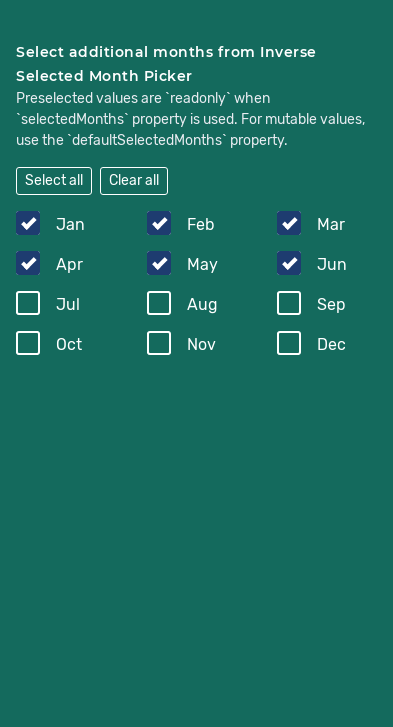 Select additional months from Inverse
Selected Month Picker
Preselected values are `readonly` when
`selectedMonths` property is used. For mutable values,
use the `defaultSelectedMonths` property.
Select all Clear all
Jan Feb Mar
Apr May Jun
Jul Aug Sep
Oct Nov Dec